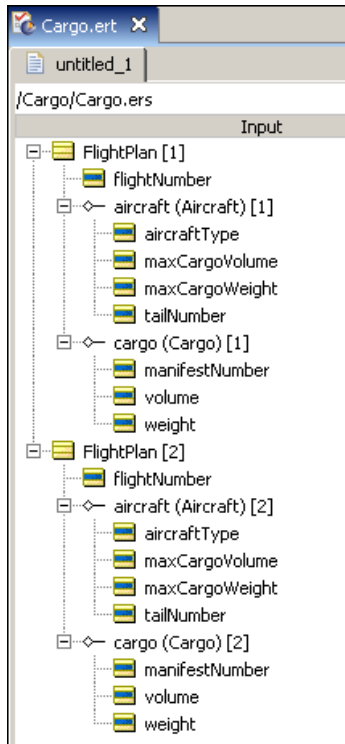 Cargo.ert
untitled_1
/Cargo/Cargo.ers
Input
FlightPlan [1]
flightNumber
aircraft (Aircraft) [1]
aircraftType
maxCargoVolume
maxCargoWeight
tailNumber
cargo (Cargo) [1]
manifestNumber
volume
weight
FlightPlan [2]
flightNumber
aircraft (Aircraft) [2]
aircraftType
maxCargoVolume
maxCargoWeight
tailNumber
cargo (Cargo) [2]
manifestNumber
volume
weight